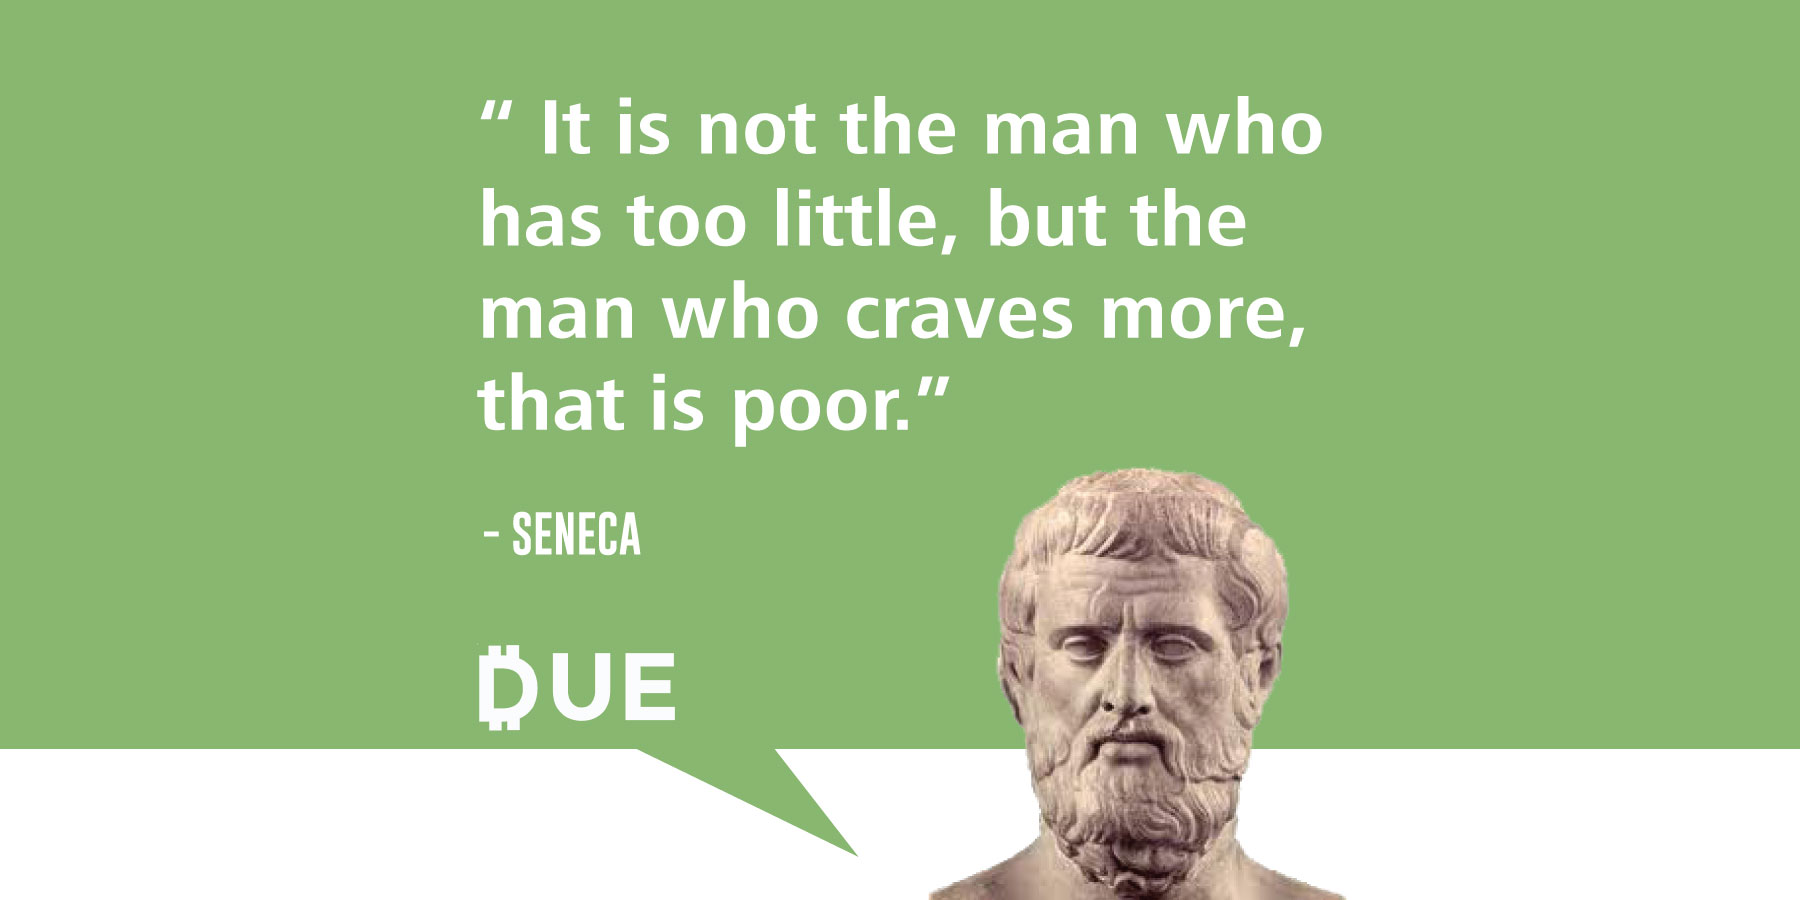 “ It is not the man who
has too little, but the
man who craves more,
that is poor.”
- SENECA
DUE